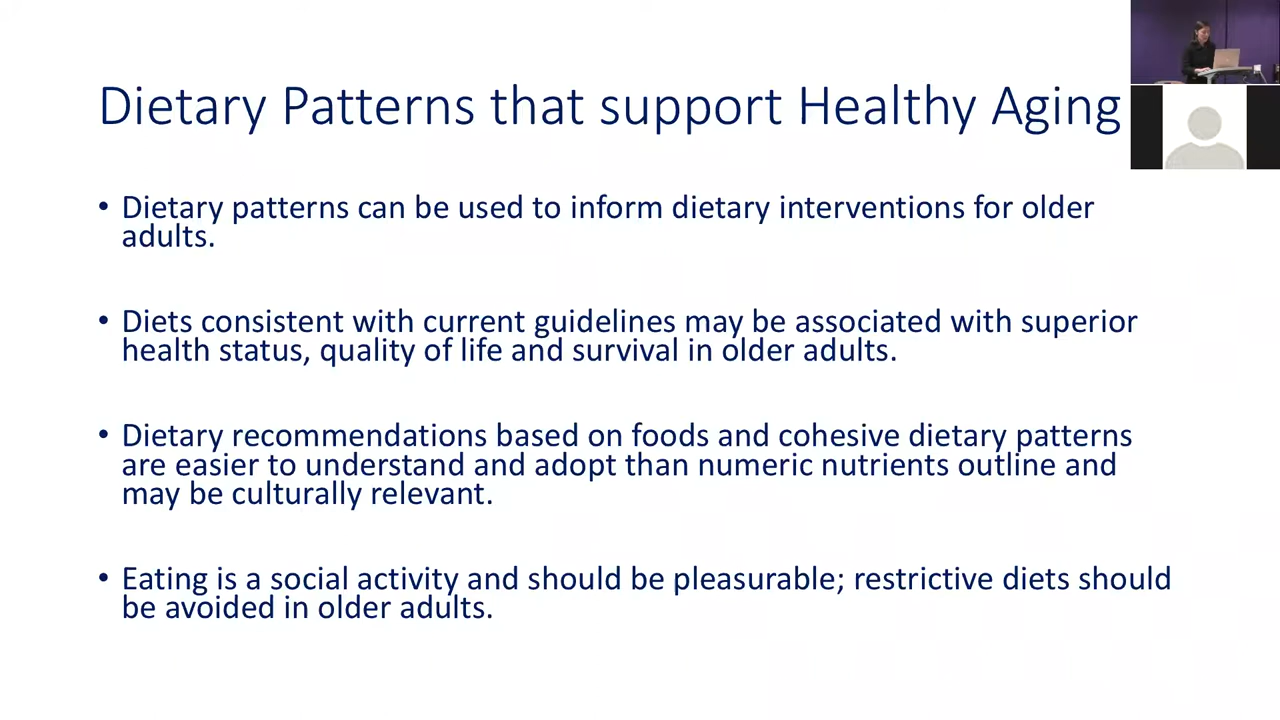 Dietary Patterns that support Healthy Aging
• Dietary patterns can be used to inform dietary interventions for older
adults.
• Diets consistent with current guidelines may be associated with superior
health status, quality of life and survival in older adults.
• Dietary recommendations based on foods and cohesive dietary patterns
are easier to understand and adopt than numeric nutrients outline and
may be culturally relevant.
• Eating is a social activity and should be pleasurable; restrictive diets should
be avoided in older adults.